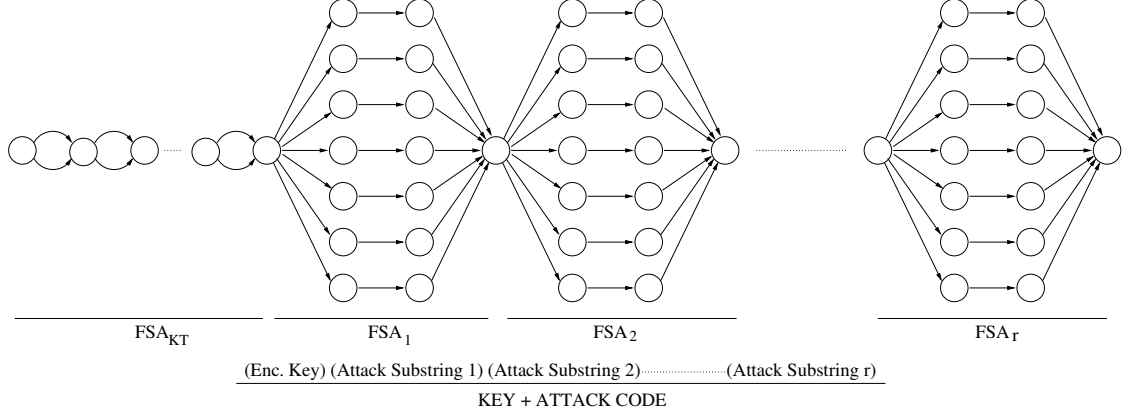 FSA_KT FSA_1 FSA_2 FSA_r
(Enc. Key) (Attack Substring 1) (Attack Substring 2)..................(Attack Substring r)
KEY + ATTACK CODE